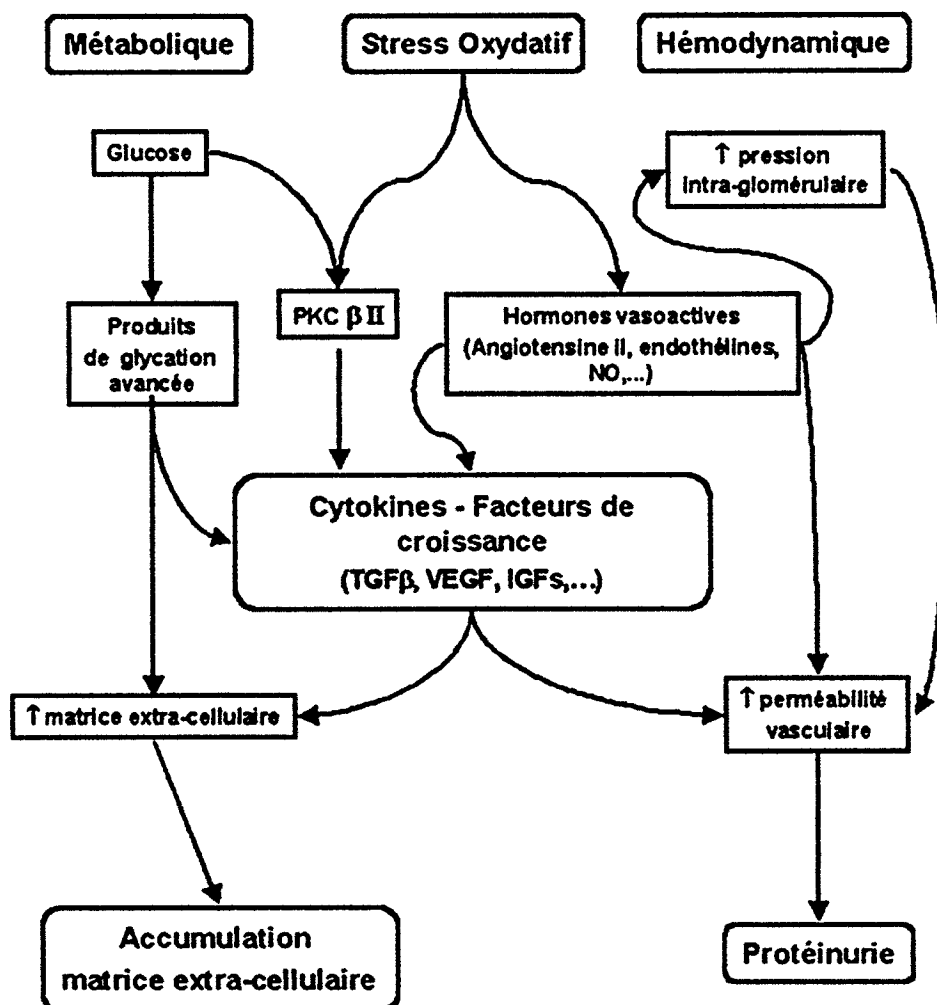 Métabolique
Stress Oxydatif
Hémodynamique
Glucose
↑ pression
intra-glomérulaire
Produits
de glycation
avancée
PKC β II
Hormones vasoactives
(Angiotensine II, endothélines,
NO,...)
Cytokines - Facteurs de
croissance
(TGFβ, VEGF, IGFs,...)
↑ matrice extra-cellulaire
↑ perméabilité
vasculaire
Accumulation
matrice extra-cellulaire
Protéinurie